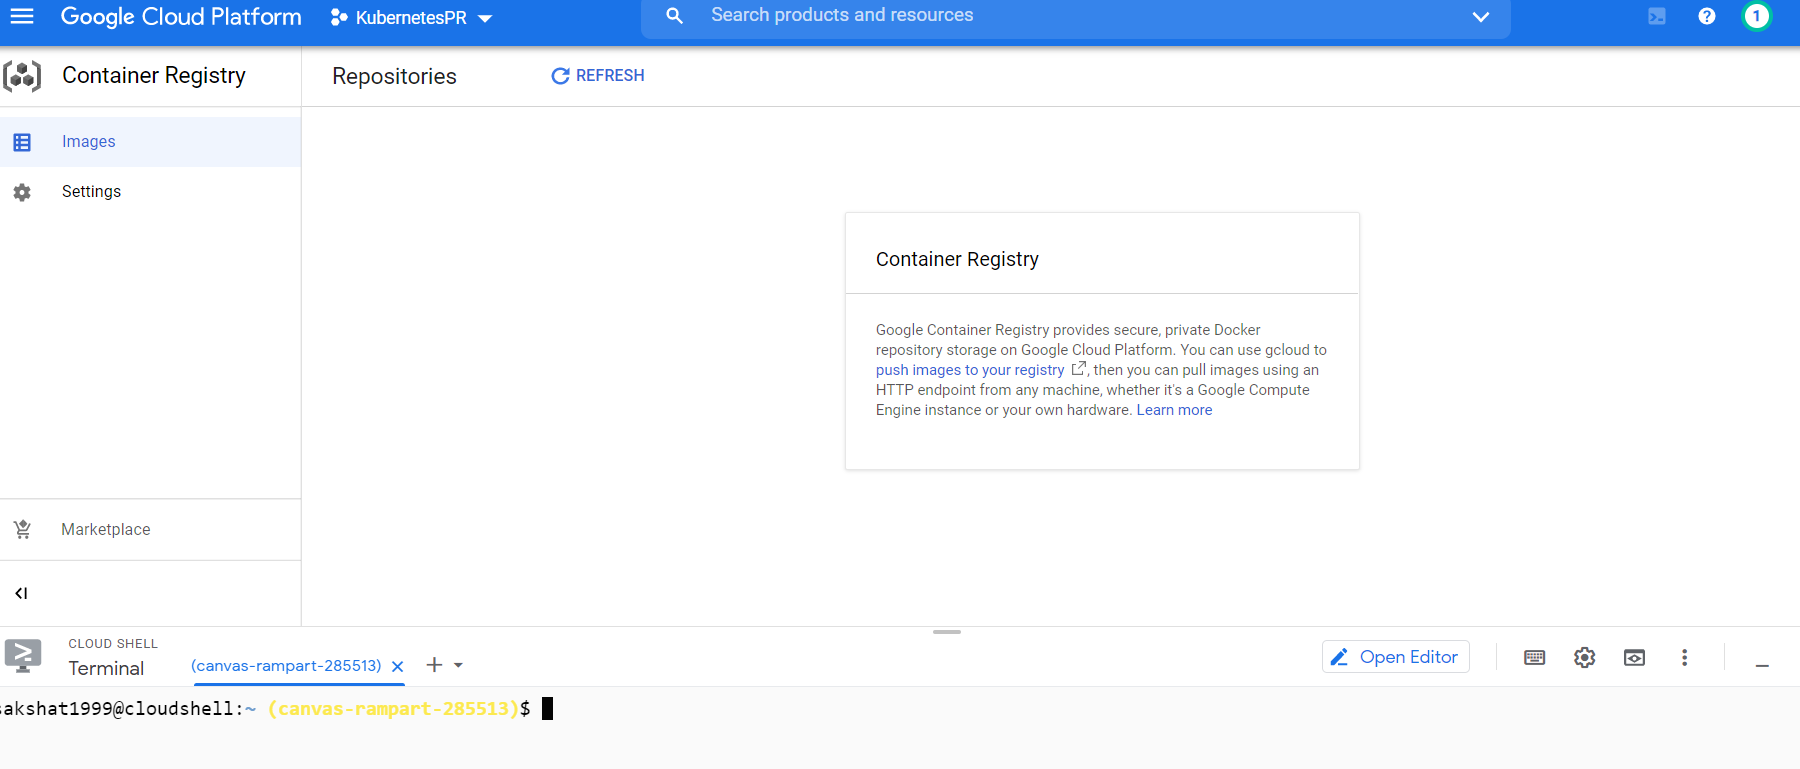 Google Cloud Platform
KubernetesPR
Search products and resources
?
1
Container Registry
Repositories
REFRESH
Images
Settings
Container Registry
Google Container Registry provides secure, private Docker
repository storage on Google Cloud Platform. You can use gcloud to
push images to your registry , then you can pull images using an
HTTP endpoint from any machine, whether it's a Google Compute
Engine instance or your own hardware. Learn more
Marketplace
CLOUD SHELL
Terminal
(canvas-rampart-285513)
Open Editor
sakshat1999@cloudshell:~ (canvas-rampart-285513)$